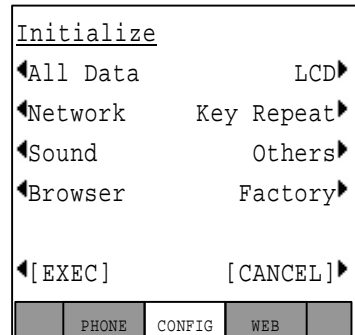 Initialize
All Data LCD
Network Key Repeat
Sound Others
Browser Factory
[EXEC] [CANCEL]
PHONE CONFIG WEB